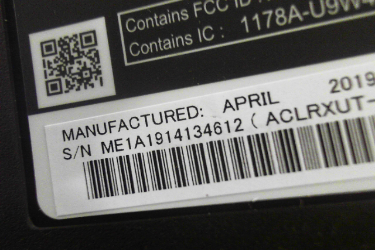 Contains FCC ID
Contains IC : 1178A-U9W
MANUFACTURED: APRIL 2019
S/N ME1A1914134612 ( ACLRXUT-